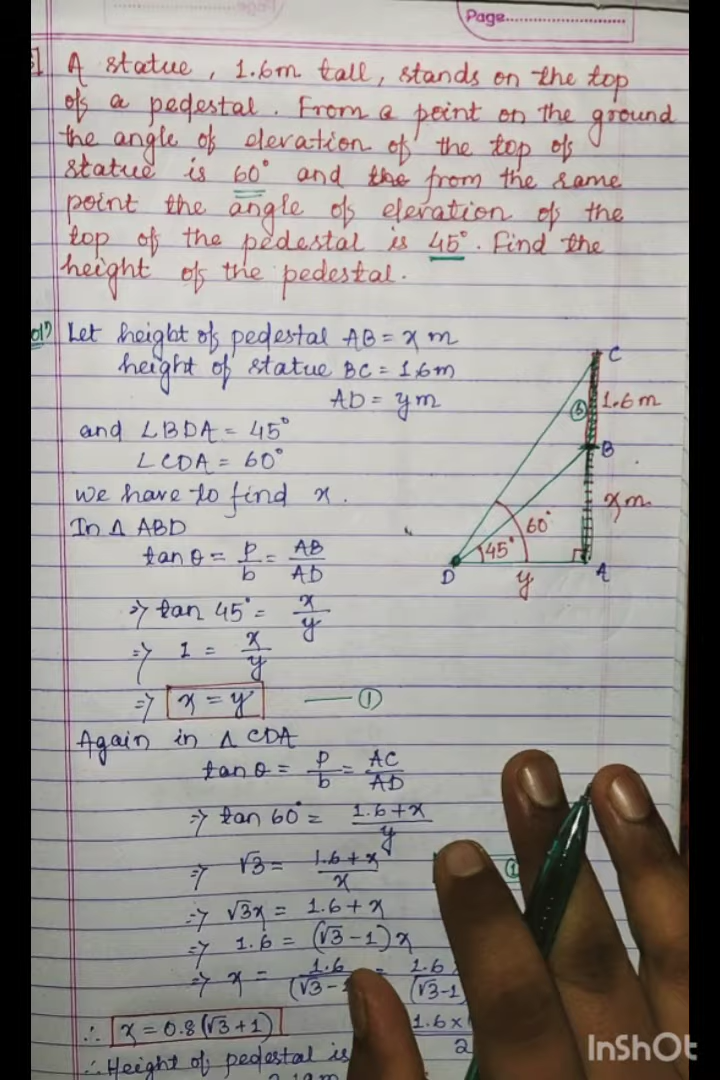 Page
A statue, 1.6m tall, stands on the top
of a pedestal. From a point on the ground
the angle of elevation of the top of
statue is 60° and the from the same
point the angle of elevation of the
top of the pedestal is 45°. Find the
height of the pedestal.
Let height of pedestal AB = x m
height of statue BC = 1.6m
AD = y m
and ∠BDA = 45°
∠CDA = 60°
we have to find x.
In Δ ABD
tan θ = P/b = AB/AD
=> tan 45° = x/y
=> 1 = x/y
=> x = y —— ①
Again in Δ CDA
tan θ = P/b = AC/AD
=> tan 60° = 1.6+x/y
=> √3 = 1.6+x/x
=> √3x = 1.6 + x
=> 1.6 = (√3-1) x
=> x = 1.6/(√3- = 1.6/(√3-1
∴ x = 0.8(√3+1) 1.6×/2
∴ Height of pedestal is
C
1.6 m
B
x m
60°
45°
D
y
A
InShOt